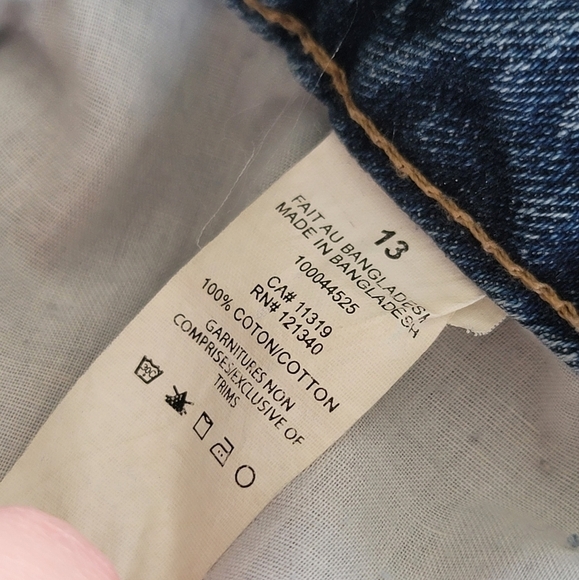 13
FAIT AU BANGLADESH
MADE IN BANGLADESH
100044525
CA# 11319
RN# 121340
100% COTON/COTTON
GARNITURES NON
COMPRISES/EXCLUSIVE OF
TRIMS
30C